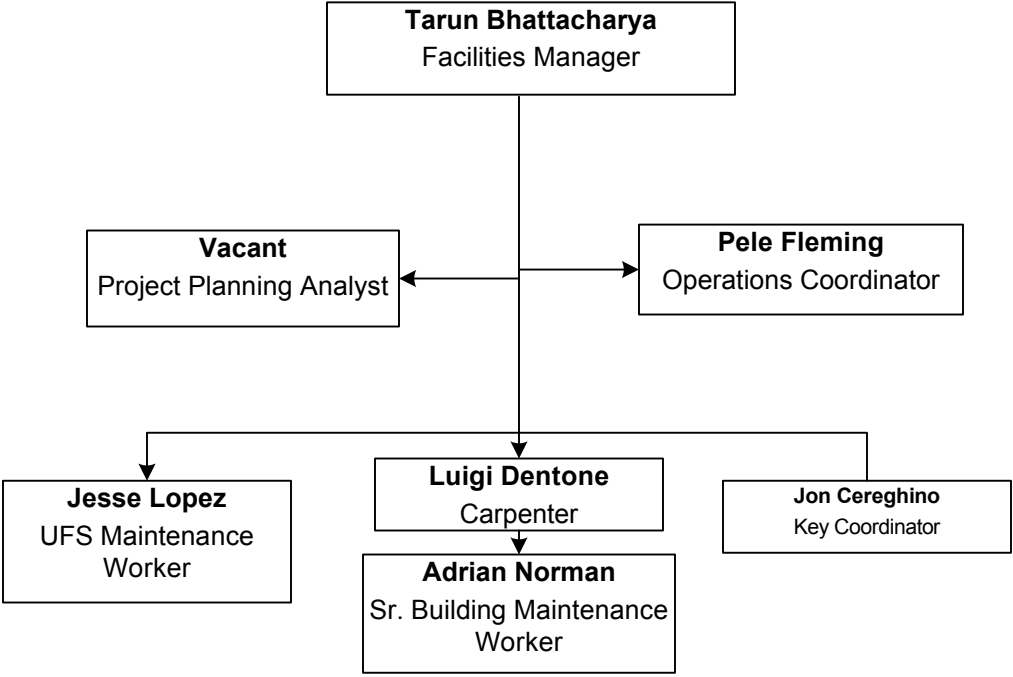 Tarun Bhattacharya
Facilities Manager
Vacant
Project Planning Analyst
Pele Fleming
Operations Coordinator
Jesse Lopez
UFS Maintenance
Worker
Luigi Dentone
Carpenter
Adrian Norman
Sr. Building Maintenance
Worker
Jon Cereghino
Key Coordinator